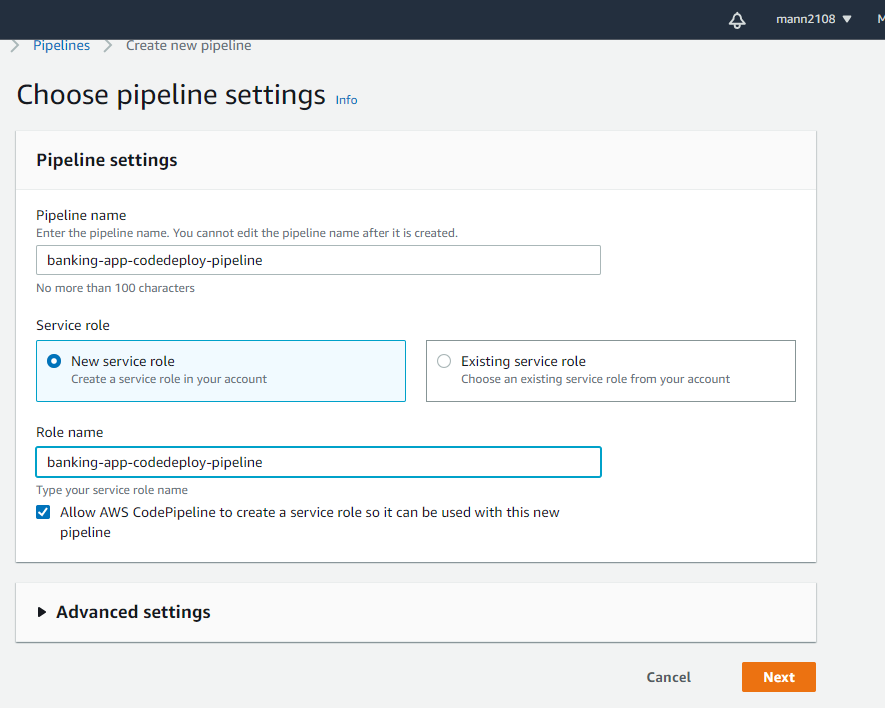 mann2108
Pipelines
Create new pipeline
Choose pipeline settings Info
Pipeline settings
Pipeline name
Enter the pipeline name. You cannot edit the pipeline name after it is created.
banking-app-codedeploy-pipeline
No more than 100 characters
Service role
New service role
Create a service role in your account
Existing service role
Choose an existing service role from your account
Role name
banking-app-codedeploy-pipeline
Type your service role name
Allow AWS CodePipeline to create a service role so it can be used with this new
pipeline
Advanced settings
Cancel
Next